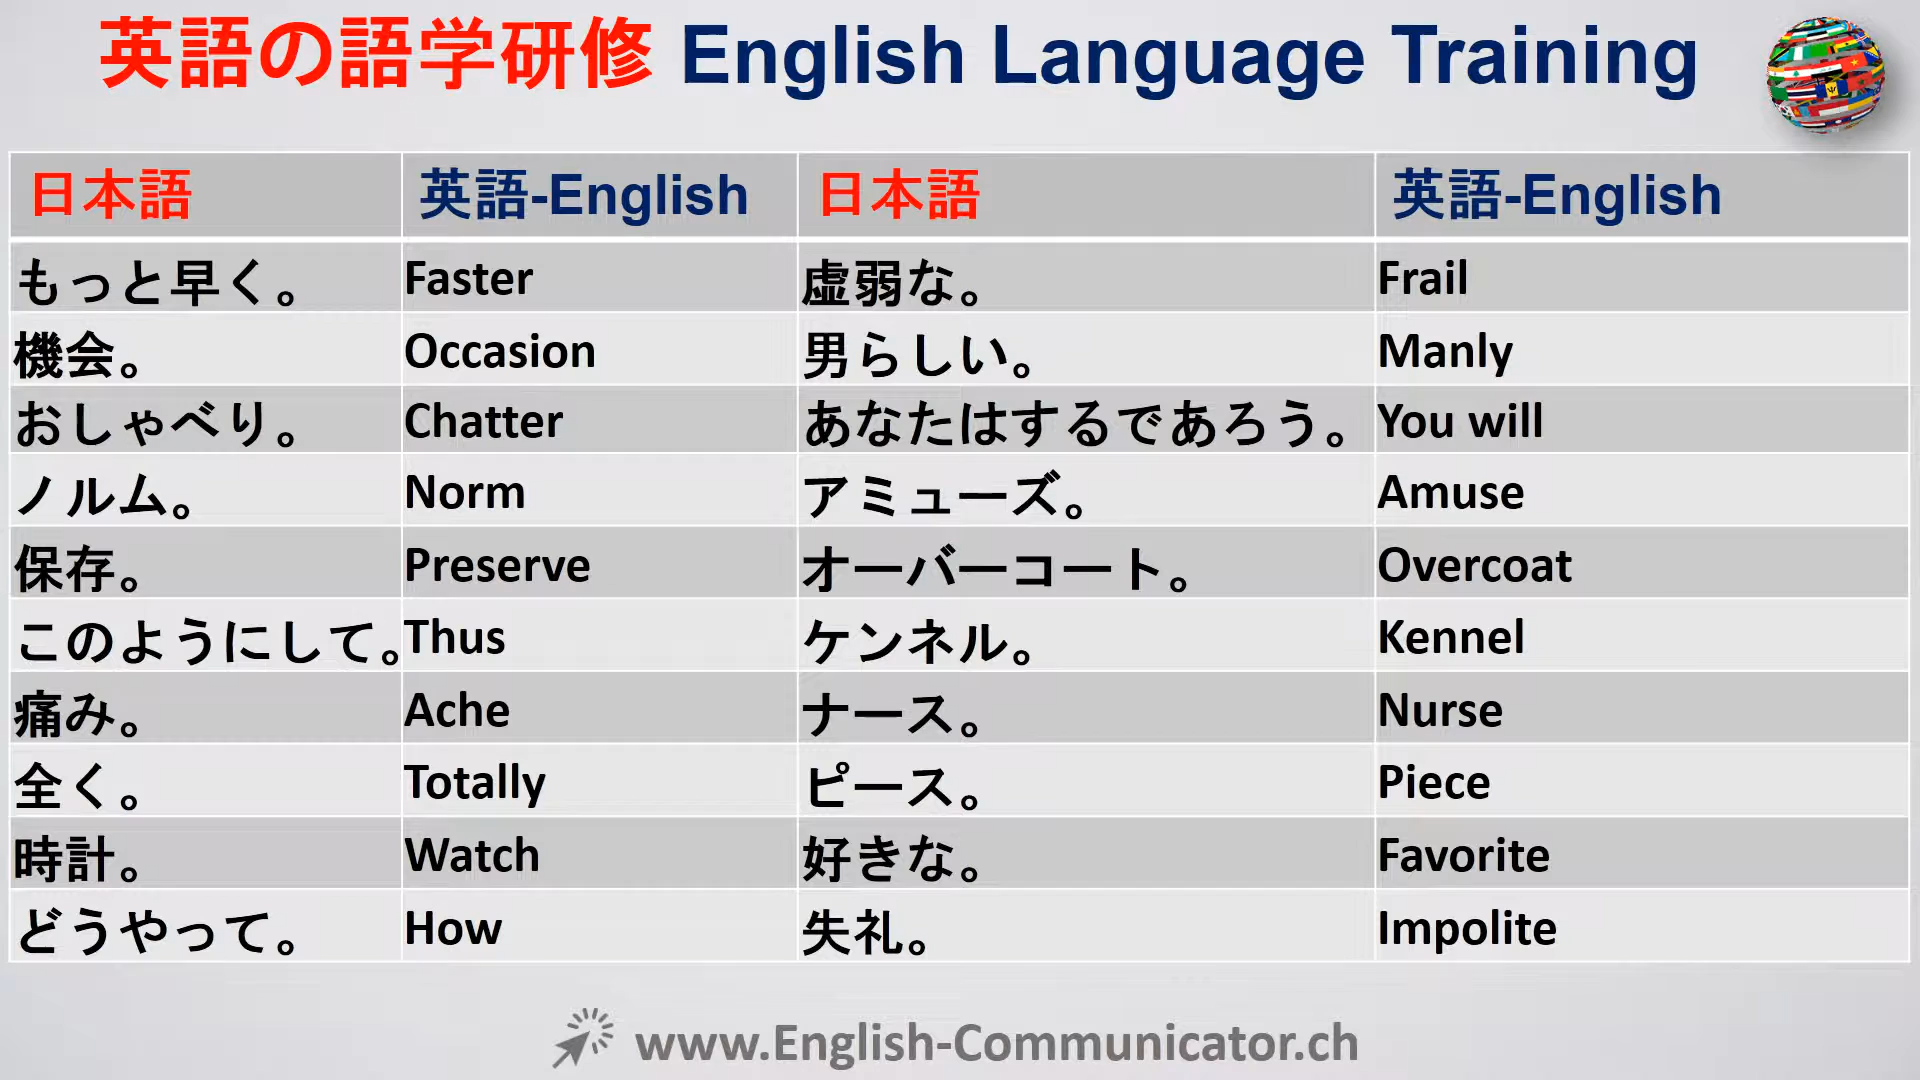 英語の語学研修 English Language Training
日本語 英語-English 日本語 英語-English
もっと早く。 Faster 虚弱な。 Frail
機会。 Occasion 男らしい。 Manly
おしゃべり。 Chatter あなたはするであろう。 You will
ノルム。 Norm アミューズ。 Amuse
保存。 Preserve オーバーコート。 Overcoat
このようにして。 Thus ケンネル。 Kennel
痛み。 Ache ナース。 Nurse
全く。 Totally ピース。 Piece
時計。 Watch 好きな。 Favorite
どうやって。 How 失礼。 Impolite
www.English-Communicator.ch